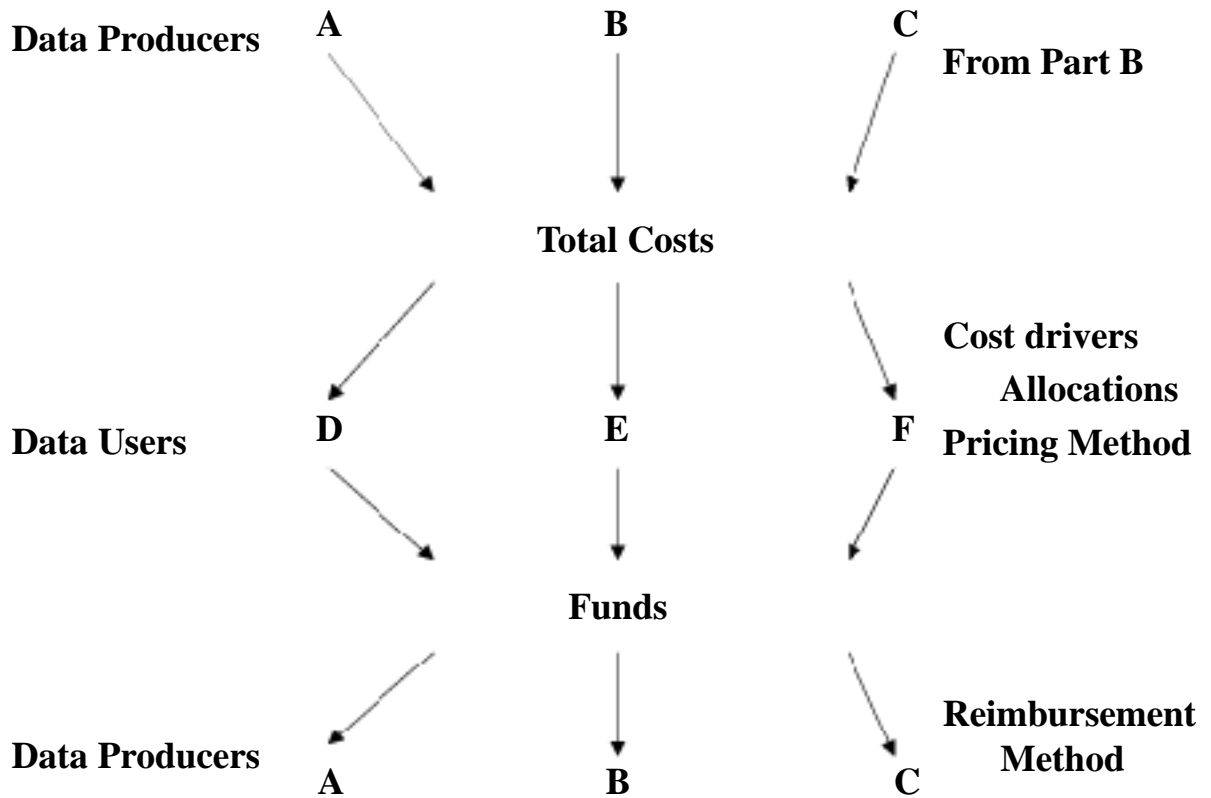 Data Producers A B C
From Part B
Total Costs
Cost drivers
Allocations
Data Users D E F Pricing Method
Funds
Reimbursement
Data Producers Method
A B C